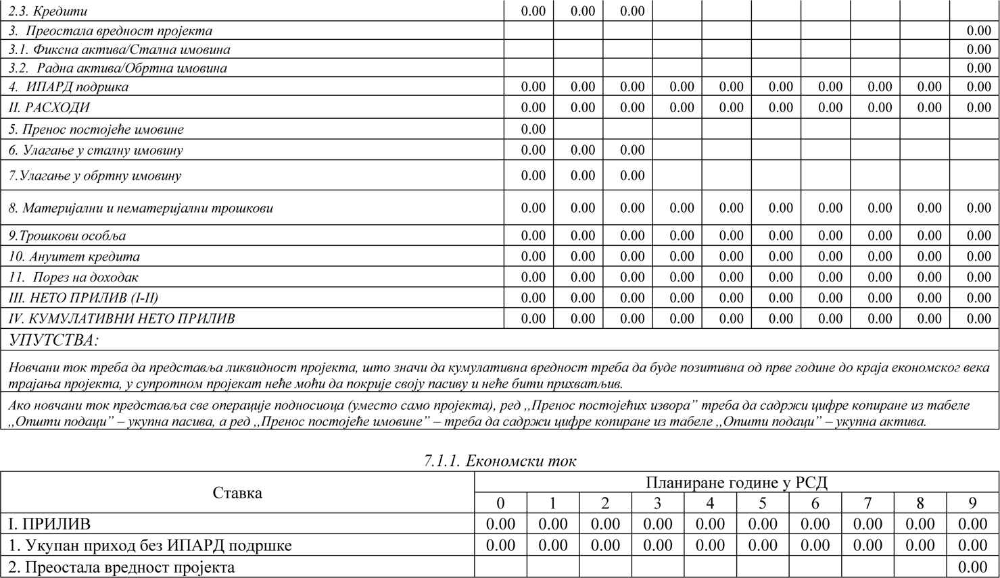 2.3. Кредити 0.00 0.00 0.00
3. Преостала вредност пројекта 0.00
3.1. Фиксна актива/Стална имовина 0.00
3.2. Радна актива/Обртна имовина 0.00
4. ИПАРД подршка 0.00 0.00 0.00 0.00 0.00 0.00 0.00 0.00 0.00 0.00
II. РАСХОДИ 0.00 0.00 0.00 0.00 0.00 0.00 0.00 0.00 0.00 0.00
5. Пренос постојеће имовине 0.00
6. Улагање у сталну имовину 0.00 0.00 0.00
7.Улагање у обртну имовину 0.00 0.00 0.00
8. Материјални и нематеријални трошкови 0.00 0.00 0.00 0.00 0.00 0.00 0.00 0.00 0.00 0.00
9.Трошкови особља 0.00 0.00 0.00 0.00 0.00 0.00 0.00 0.00 0.00 0.00
10. Ануитет кредита 0.00 0.00 0.00 0.00 0.00 0.00 0.00 0.00 0.00 0.00
11. Порез на доходак 0.00 0.00 0.00 0.00 0.00 0.00 0.00 0.00 0.00 0.00
III. НЕТО ПРИЛИВ (I-II) 0.00 0.00 0.00 0.00 0.00 0.00 0.00 0.00 0.00 0.00
IV. КУМУЛАТИВНИ НЕТО ПРИЛИВ 0.00 0.00 0.00 0.00 0.00 0.00 0.00 0.00 0.00 0.00
УПУТСТВА:
Новчани ток треба да представља ликвидност пројекта, што значи да кумулативна вредност треба да буде позитивна од прве године до краја економског века
трајања пројекта, у супротном пројекат неће моћи да покрије своју пасиву и неће бити прихватљив.
Ако новчани ток представља све операције подносиоца (уместо само пројекта), ред ,,Пренос постојећих извора” треба да садржи цифре копиране из табеле
,,Општи подаци” – укупна пасива, а ред ,,Пренос постојеће имовине” – треба да садржи цифре копиране из табеле ,,Општи подаци” – укупна актива.
7.1.1. Економски ток
Ставка Планиране године у РСД
0 1 2 3 4 5 6 7 8 9
I. ПРИЛИВ 0.00 0.00 0.00 0.00 0.00 0.00 0.00 0.00 0.00 0.00
1. Укупан приход без ИПАРД подршке 0.00 0.00 0.00 0.00 0.00 0.00 0.00 0.00 0.00 0.00
2. Преостала вредност пројекта 0.00